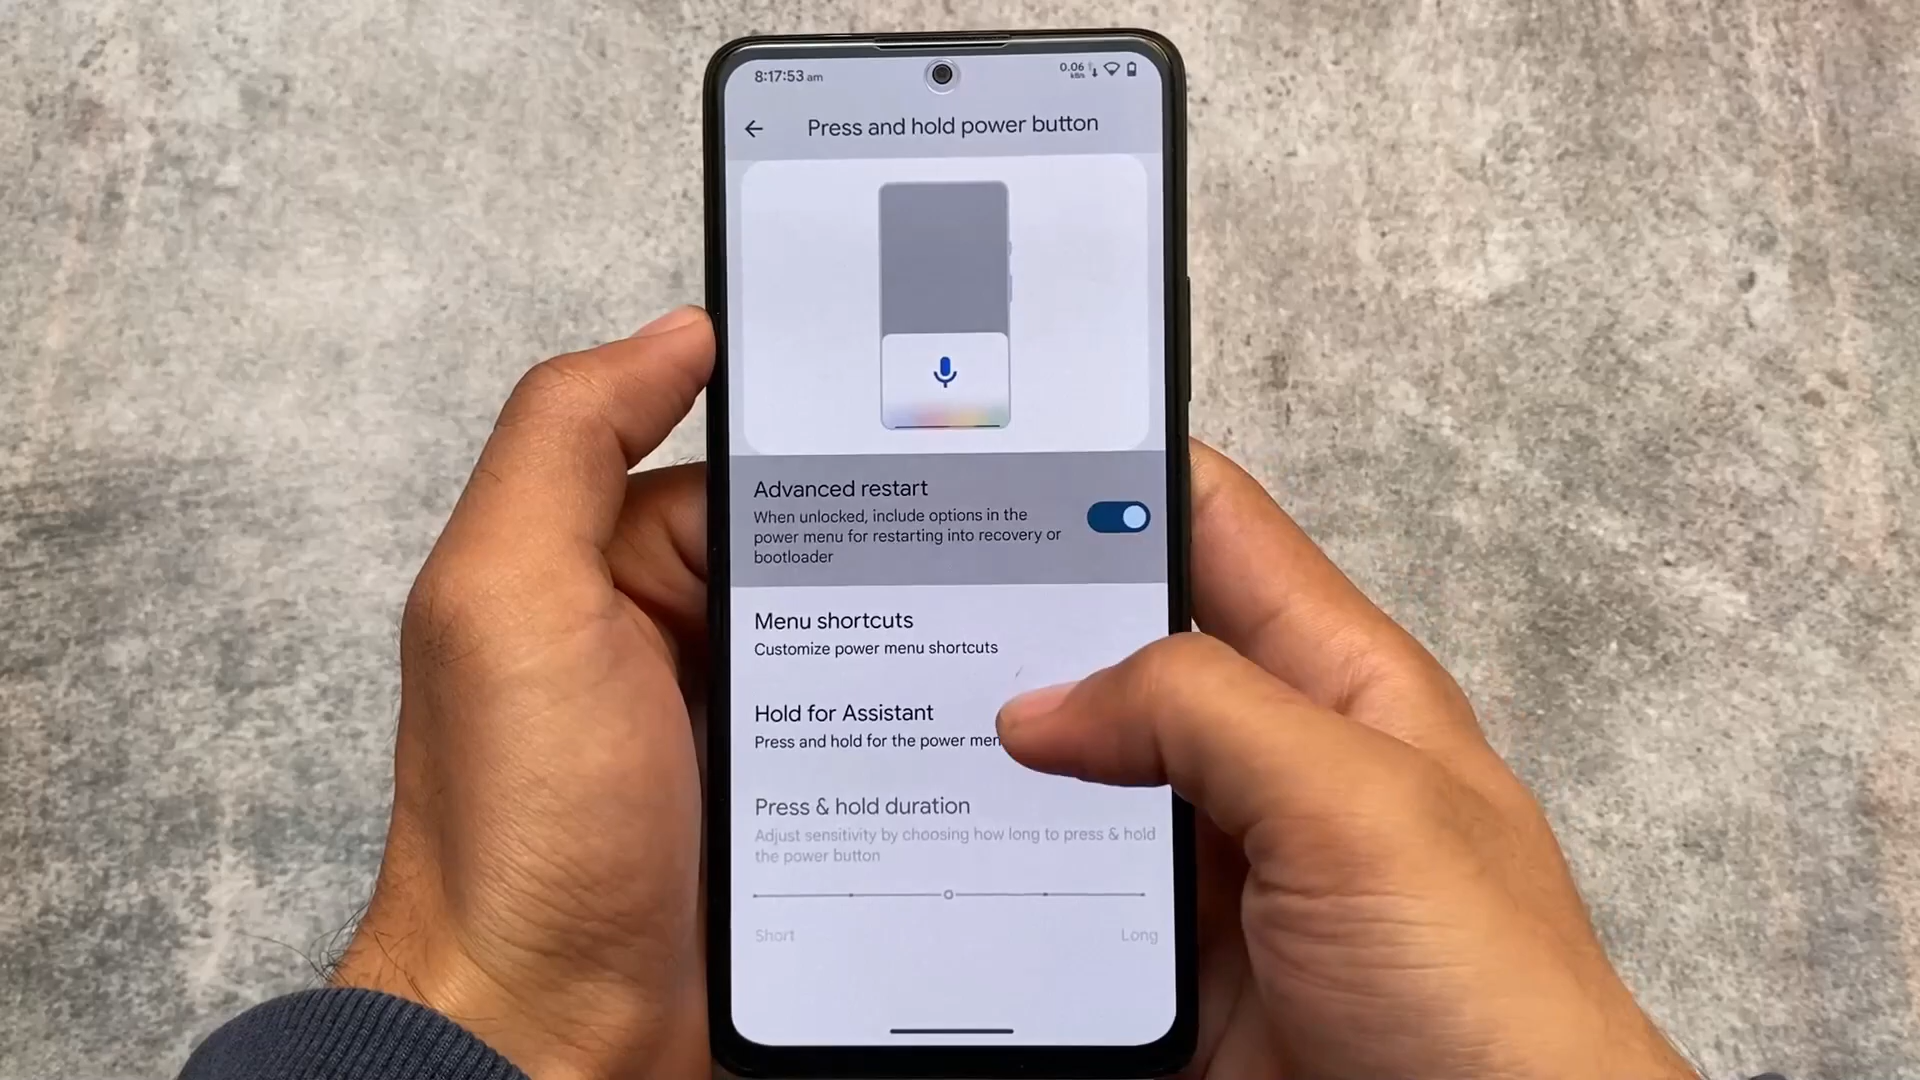 8:17:53 am
0.06
kB/s
Press and hold power button
Advanced restart
When unlocked, include options in the
power menu for restarting into recovery or
bootloader
Menu shortcuts
Customize power menu shortcuts
Hold for Assistant
Press and hold for the power
Press & hold duration
Adjust sensitivity by choosing how long to press & hold
the power button
Short
Long